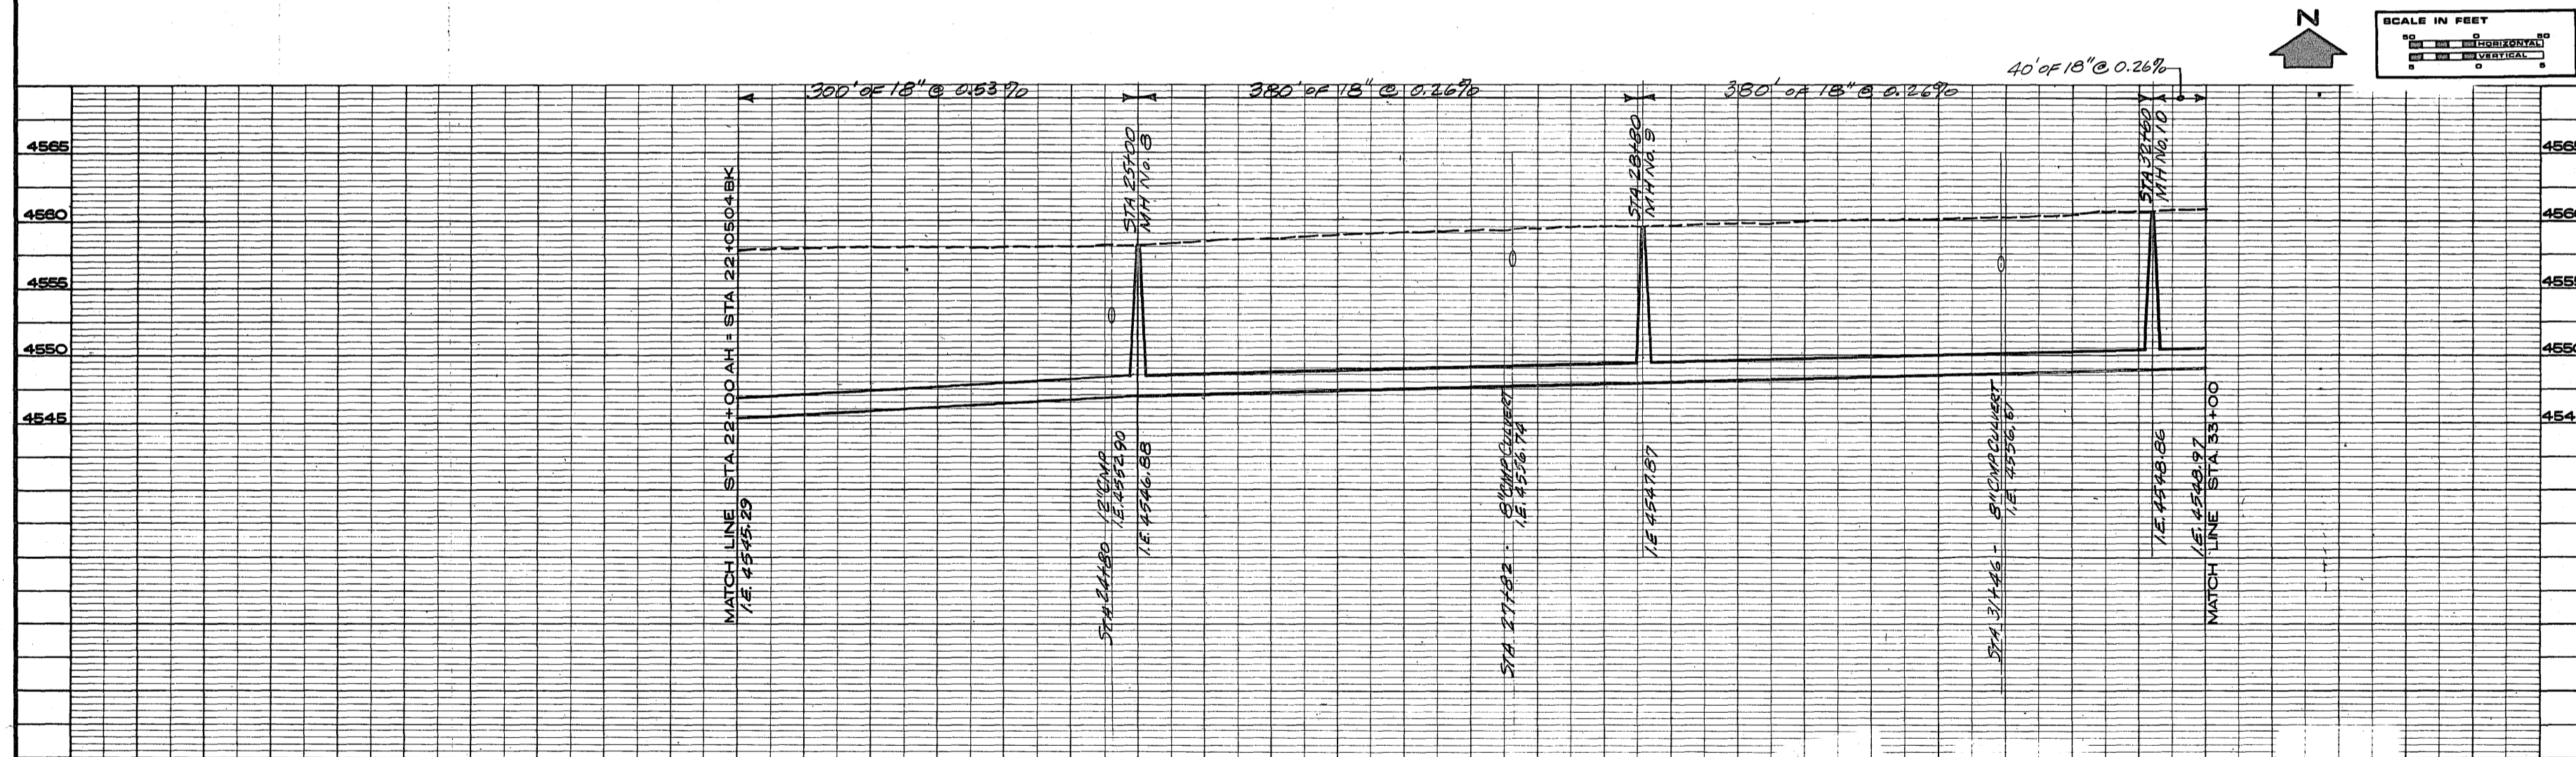 N
SCALE IN FEET
50 0 50
HORIZONTAL
VERTICAL
5 0 5
40' OF 18" @ 0.26%
300' OF 18" @ 0.53%
380' OF 18" @ 0.26%
380' OF 18" @ 0.26%
4565
4560
4555
4550
4545
MATCH LINE STA. 22+00 AH = STA 22+05.04 BK
I.E. 4545.29
STA 24+80 12" CMP
I.E. 4552.90
STA 25+00
MH No. 8
I.E. 4546.88
STA. 27+82 - 8" CMP CULVERT
I.E. 4556.74
STA 28+80
MH No. 9
I.E. 4547.87
STA 31+46 - 8" CMP CULVERT
I.E. 4556.67
STA 32+60
MH No. 10
I.E. 4548.86
I.E. 4548.97
MATCH LINE STA. 33+00
456
456
455
455
454